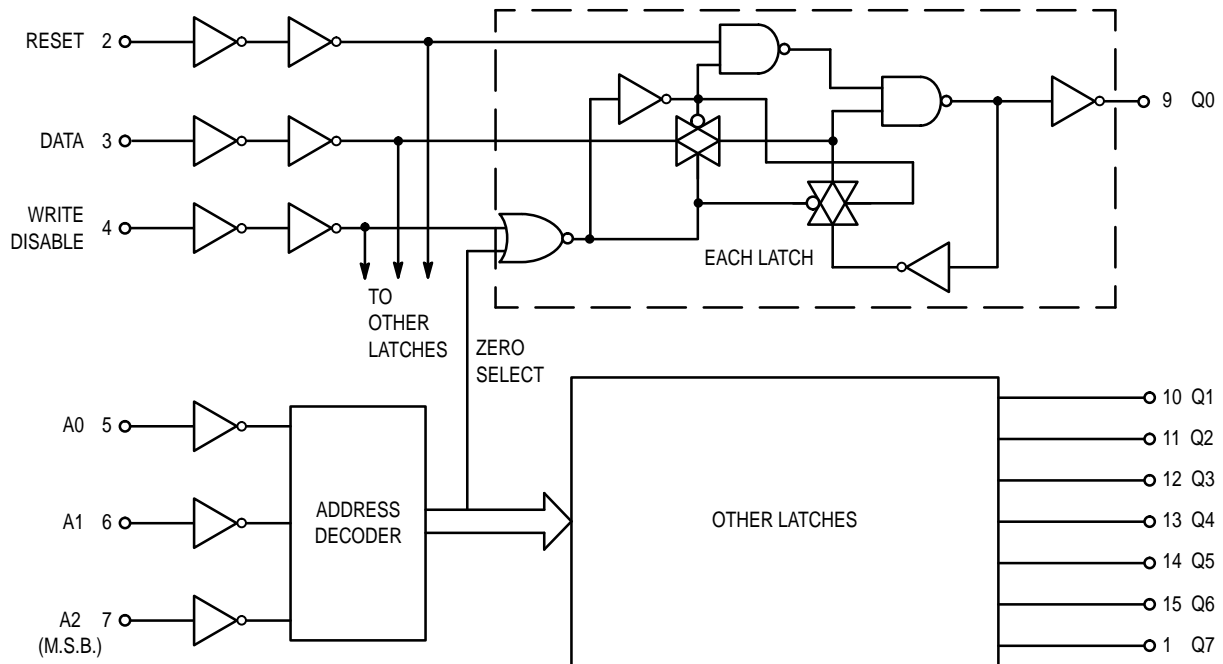 RESET 2
DATA 3
WRITE
DISABLE 4
9 Q0
EACH LATCH
TO
OTHER
LATCHES
ZERO
SELECT
A0 5
A1 6
A2 7
(M.S.B.)
ADDRESS
DECODER
OTHER LATCHES
10 Q1
11 Q2
12 Q3
13 Q4
14 Q5
15 Q6
1 Q7